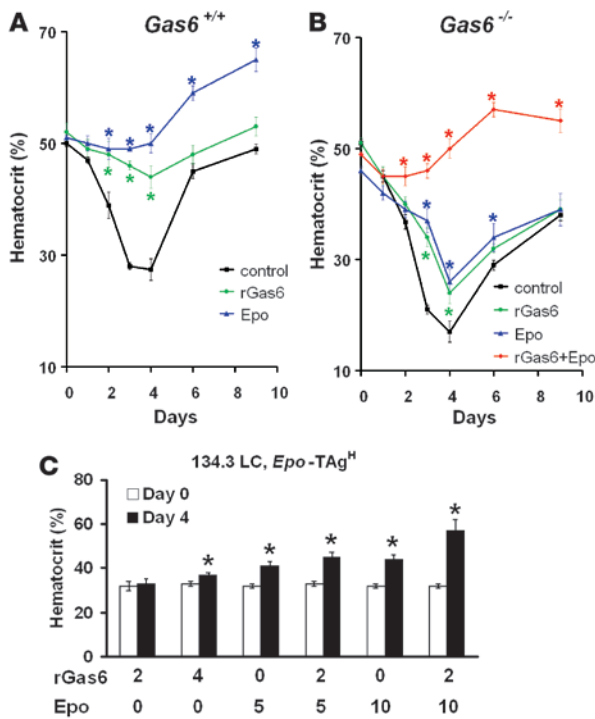 A
Gas6 +/+
70
50
30
10
Hematocrit (%)
* * * * *
* * *
control
rGas6
Epo
0 2 4 6 8 10
Days
B
Gas6 -/-
70
50
30
10
Hematocrit (%)
* * * * *
* * *
* *
control
rGas6
Epo
rGas6+Epo
0 2 4 6 8 10
Days
C
134.3 LC, Epo-TAgH
80
60
40
20
0
Hematocrit (%)
Day 0
Day 4
* * * * *
rGas6 2 4 0 2 0 2
Epo 0 0 5 5 10 10